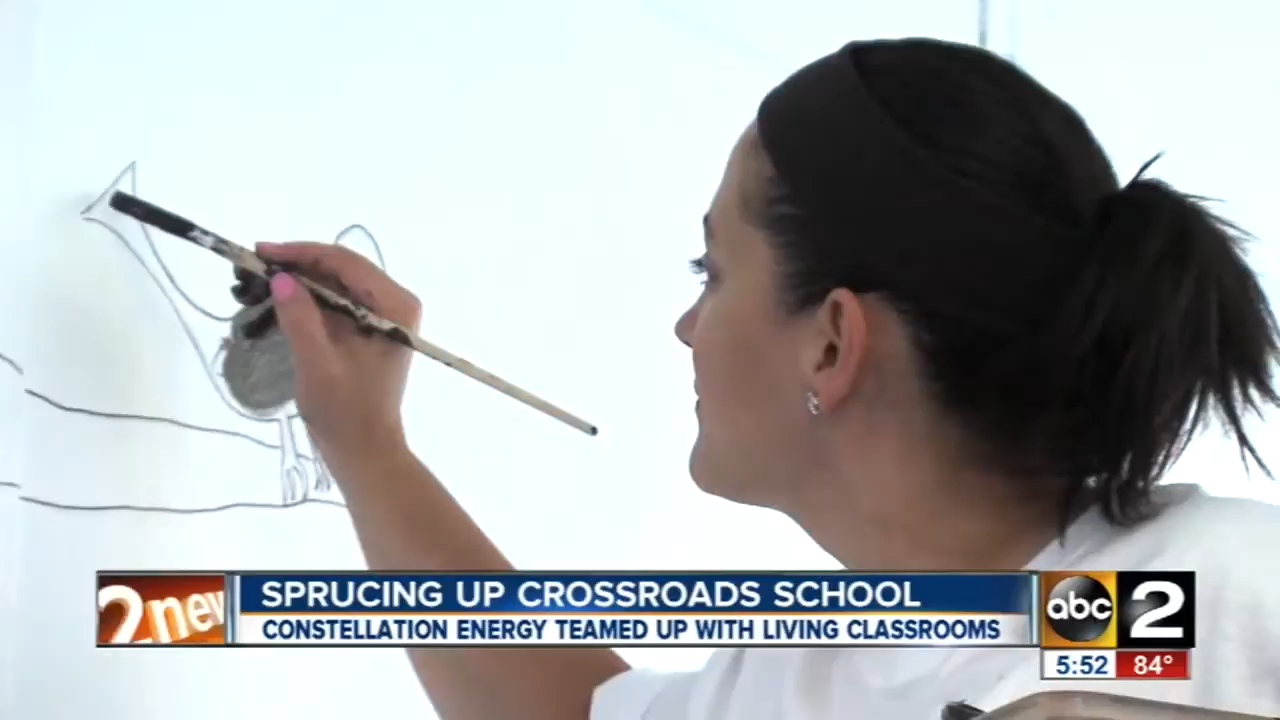 2new
SPRUCING UP CROSSROADS SCHOOL
CONSTELLATION ENERGY TEAMED UP WITH LIVING CLASSROOMS
abc 2
5:52 84°